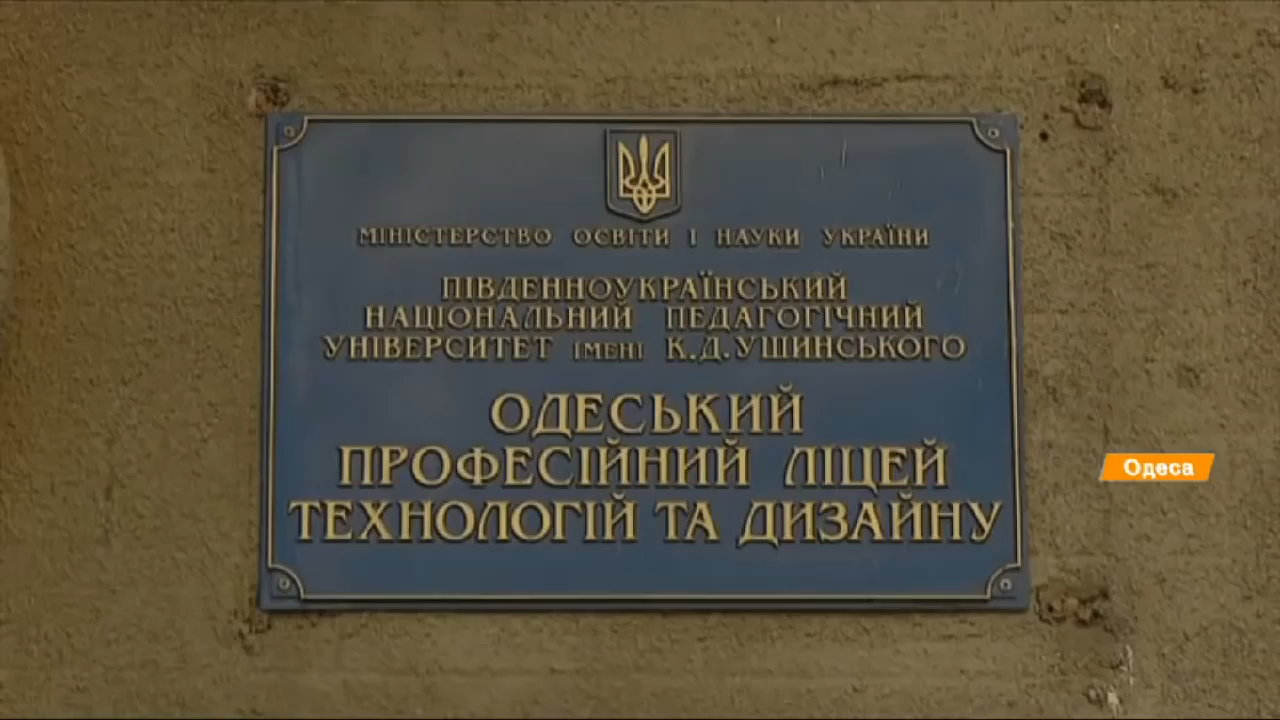 МІНІСТЕРСТВО ОСВІТИ І НАУКИ УКРАЇНИ
ПІВДЕННОУКРАЇНСЬКИЙ
НАЦІОНАЛЬНИЙ ПЕДАГОГІЧНИЙ
УНІВЕРСИТЕТ ІМЕНІ К.Д.УШИНСЬКОГО
ОДЕСЬКИЙ
ПРОФЕСІЙНИЙ ЛІЦЕЙ
ТЕХНОЛОГІЙ ТА ДИЗАЙНУ
Одеса